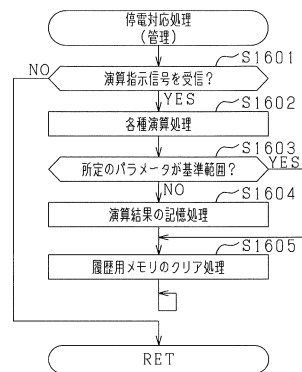 停電対応処理
(管理)
S1601
NO
演算指示信号を受信?
YES
S1602
各種演算処理
S1603
所定のパラメータが基準範囲?
YES
NO
S1604
演算結果の記憶処理
S1605
履歴用メモリのクリア処理
RET